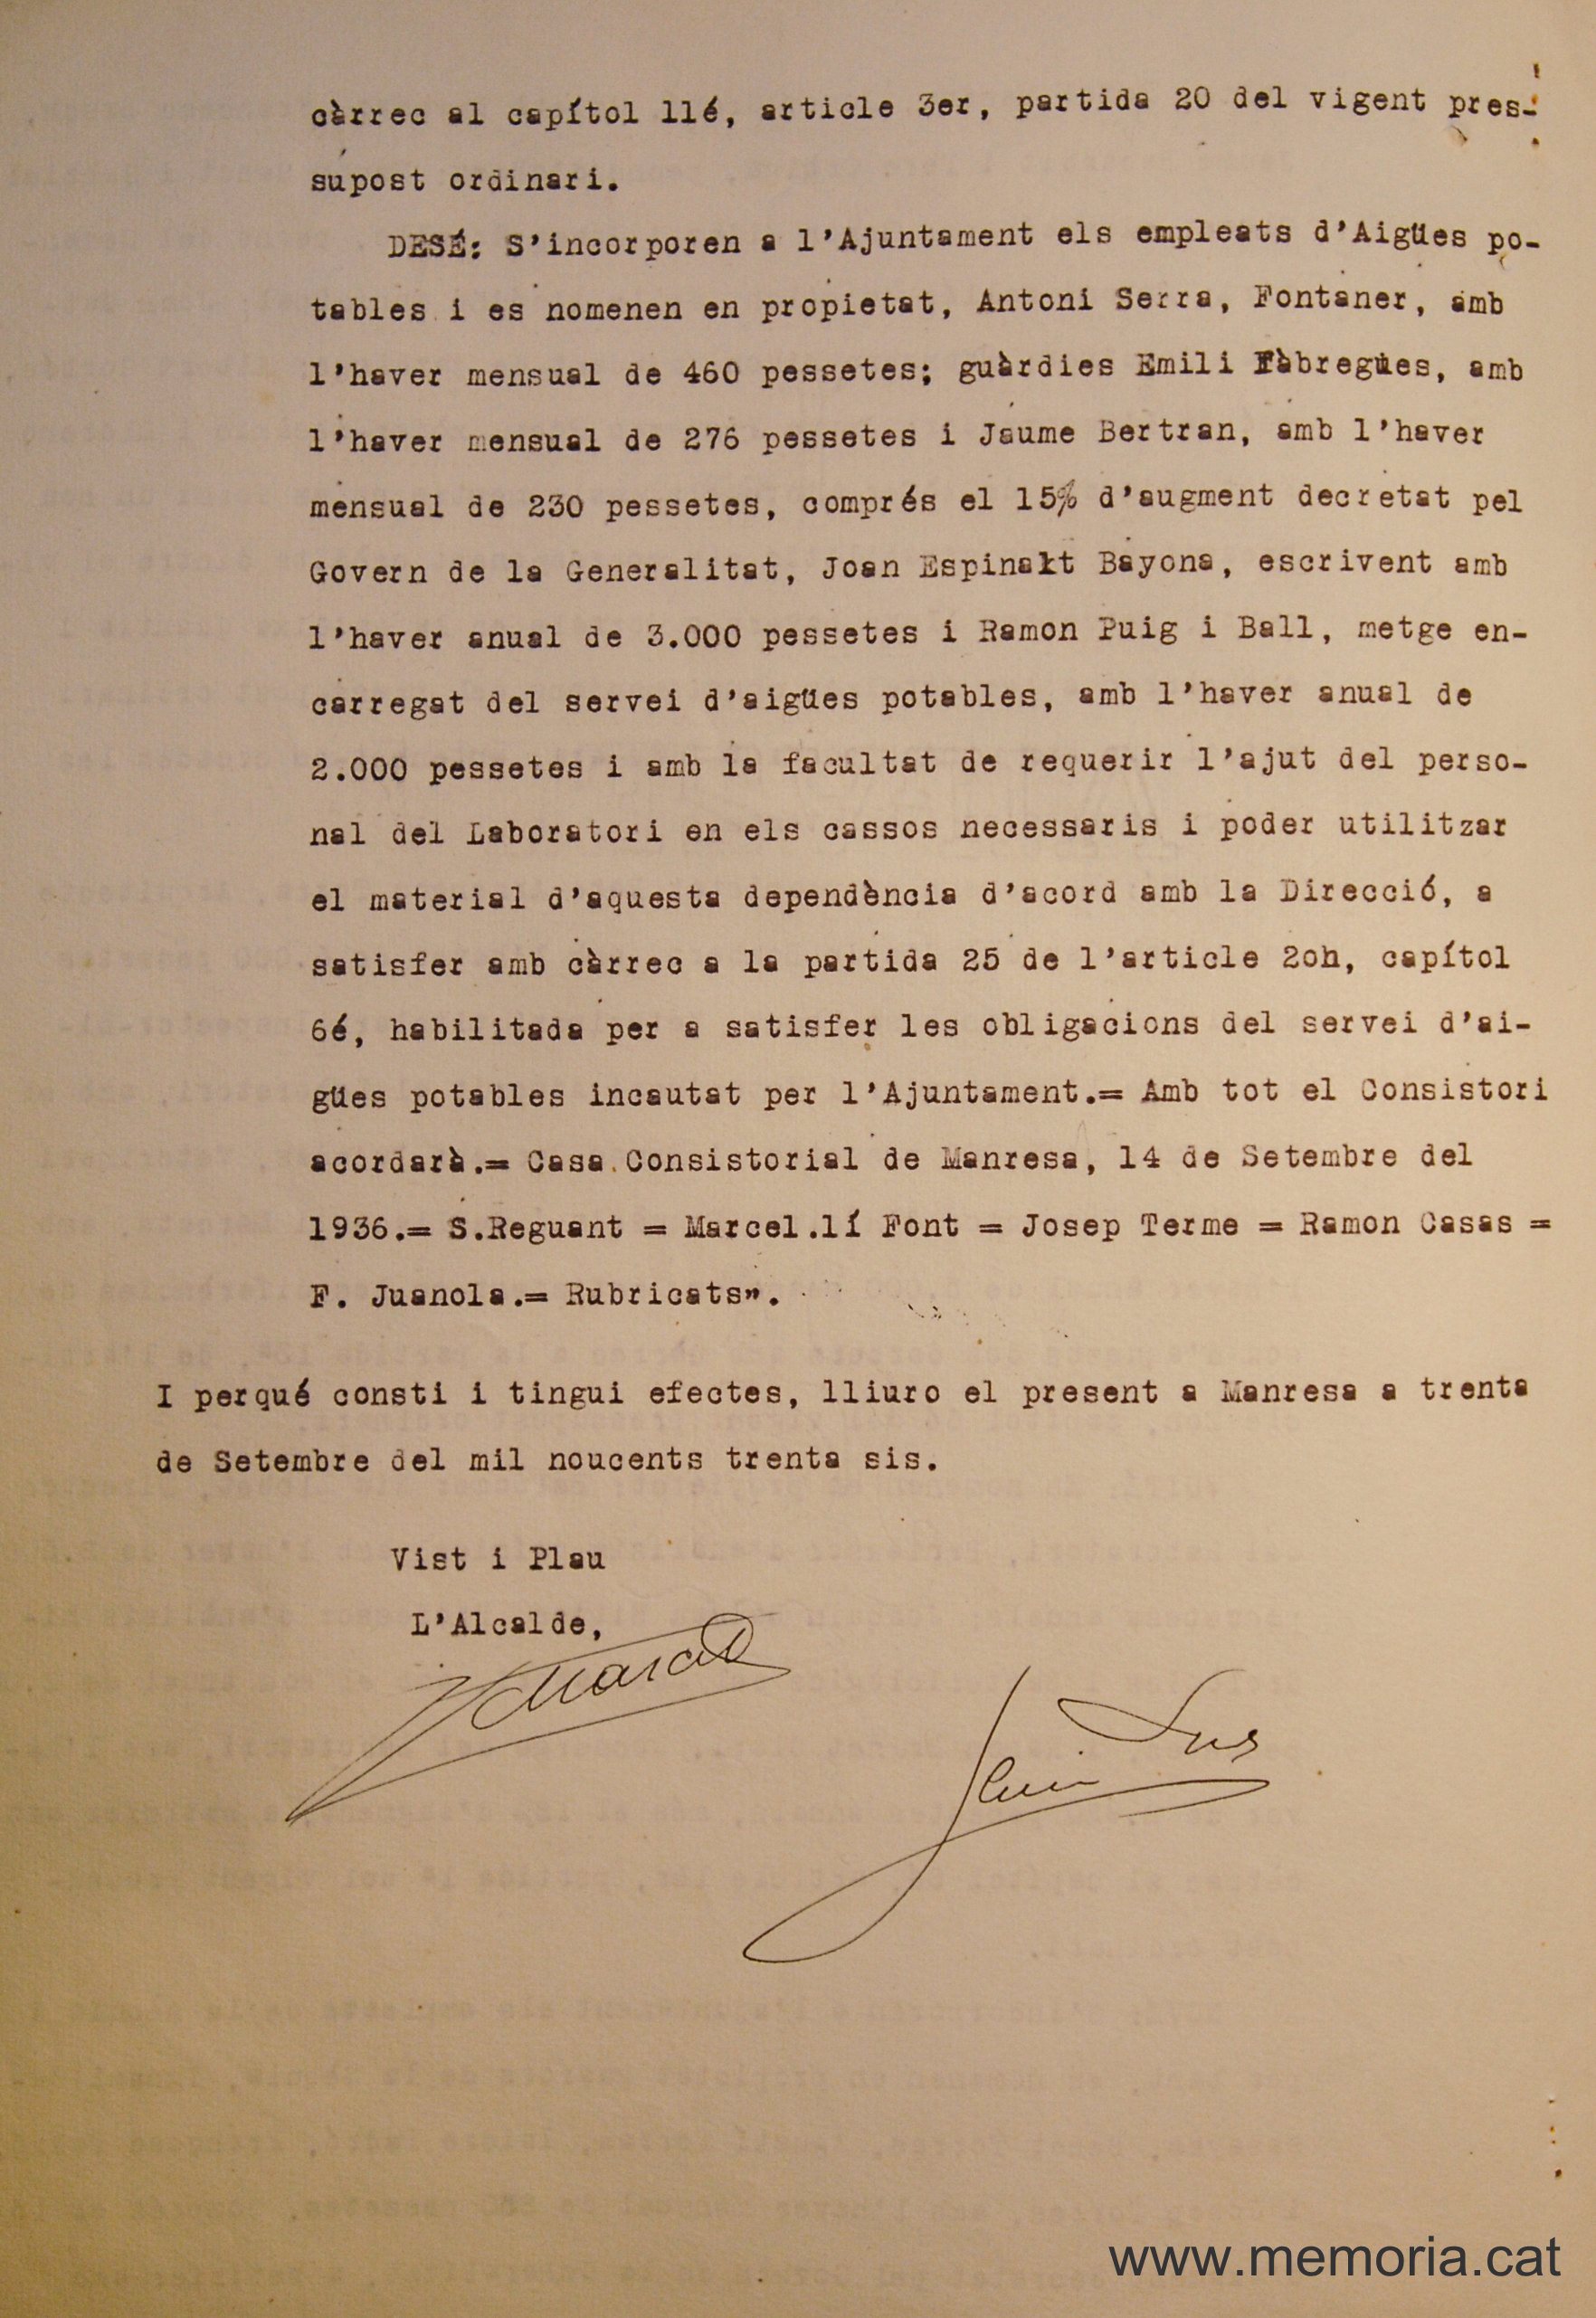 càrrec al capítol llé, article 3er, partida 20 del vigent pres-
supost ordinari.
DESÉ: S'incorporen a l'Ajuntament els empleats d'Aigües po-
tables i es nomenen en propietat, Antoni Serra, Fontaner, amb
l'haver mensual de 460 pessetes; guàrdies Emili Fàbregues, amb
l'haver mensual de 276 pessetes i Jaume Bertran, amb l'haver
mensual de 230 pessetes, comprés el 15% d'augment decretat pel
Govern de la Generalitat, Joan Espinalt Bayona, escrivent amb
l'haver anual de 3.000 pessetes i Ramon Puig i Ball, metge en-
carregat del servei d'aigües potables, amb l'haver anual de
2.000 pessetes i amb la facultat de requerir l'ajut del perso-
nal del Laboratori en els cassos necessaris i poder utilitzar
el material d'aquesta dependència d'acord amb la Direcció, a
satisfer amb càrrec a la partida 25 de l'article 2on, capítol
6é, habilitada per a satisfer les obligacions del servei d'ai-
gües potables incautat per l'Ajuntament.= Amb tot el Consistori
acordarà.= Casa Consistorial de Manresa, 14 de Setembre del
1936.= S.Reguant = Marcel.lí Font = Josep Terme = Ramon Casas =
F. Juanola.= Rubricats".
I perqué consti i tingui efectes, lliuro el present a Manresa a trenta
de Setembre del mil noucents trenta sis.
Vist i Plau
L'Alcalde,
www.memoria.cat